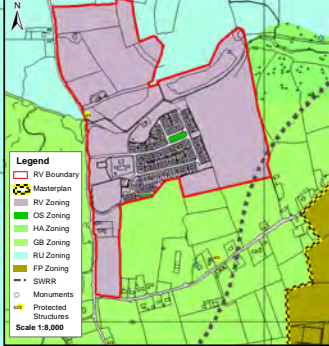 N
Legend
RV Boundary
Masterplan
RV Zoning
OS Zoning
HA Zoning
GB Zoning
RU Zoning
FP Zoning
SWRR
Monuments
Protected
Structures
Scale 1:8,000